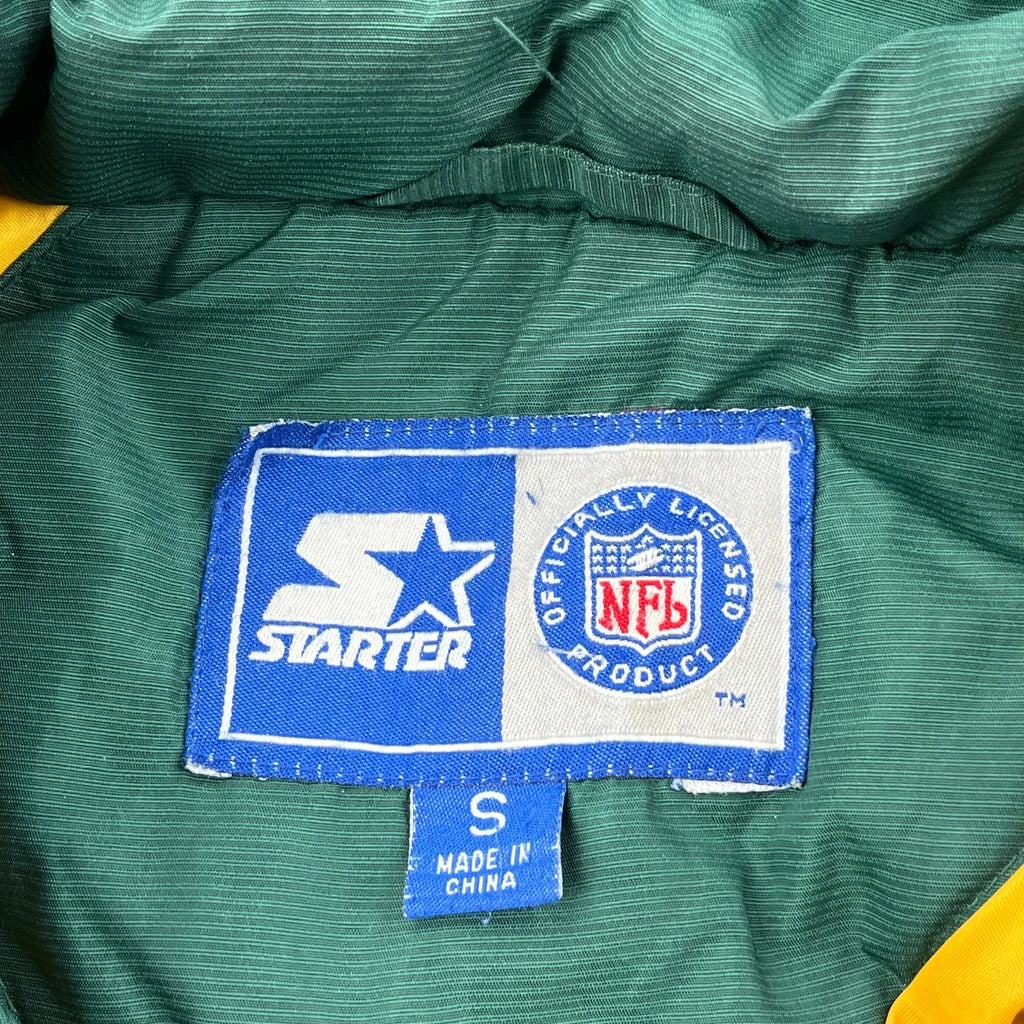 STARTER
OFFICIALLY LICENSED
NFL
PRODUCT
TM
S
MADE IN
CHINA